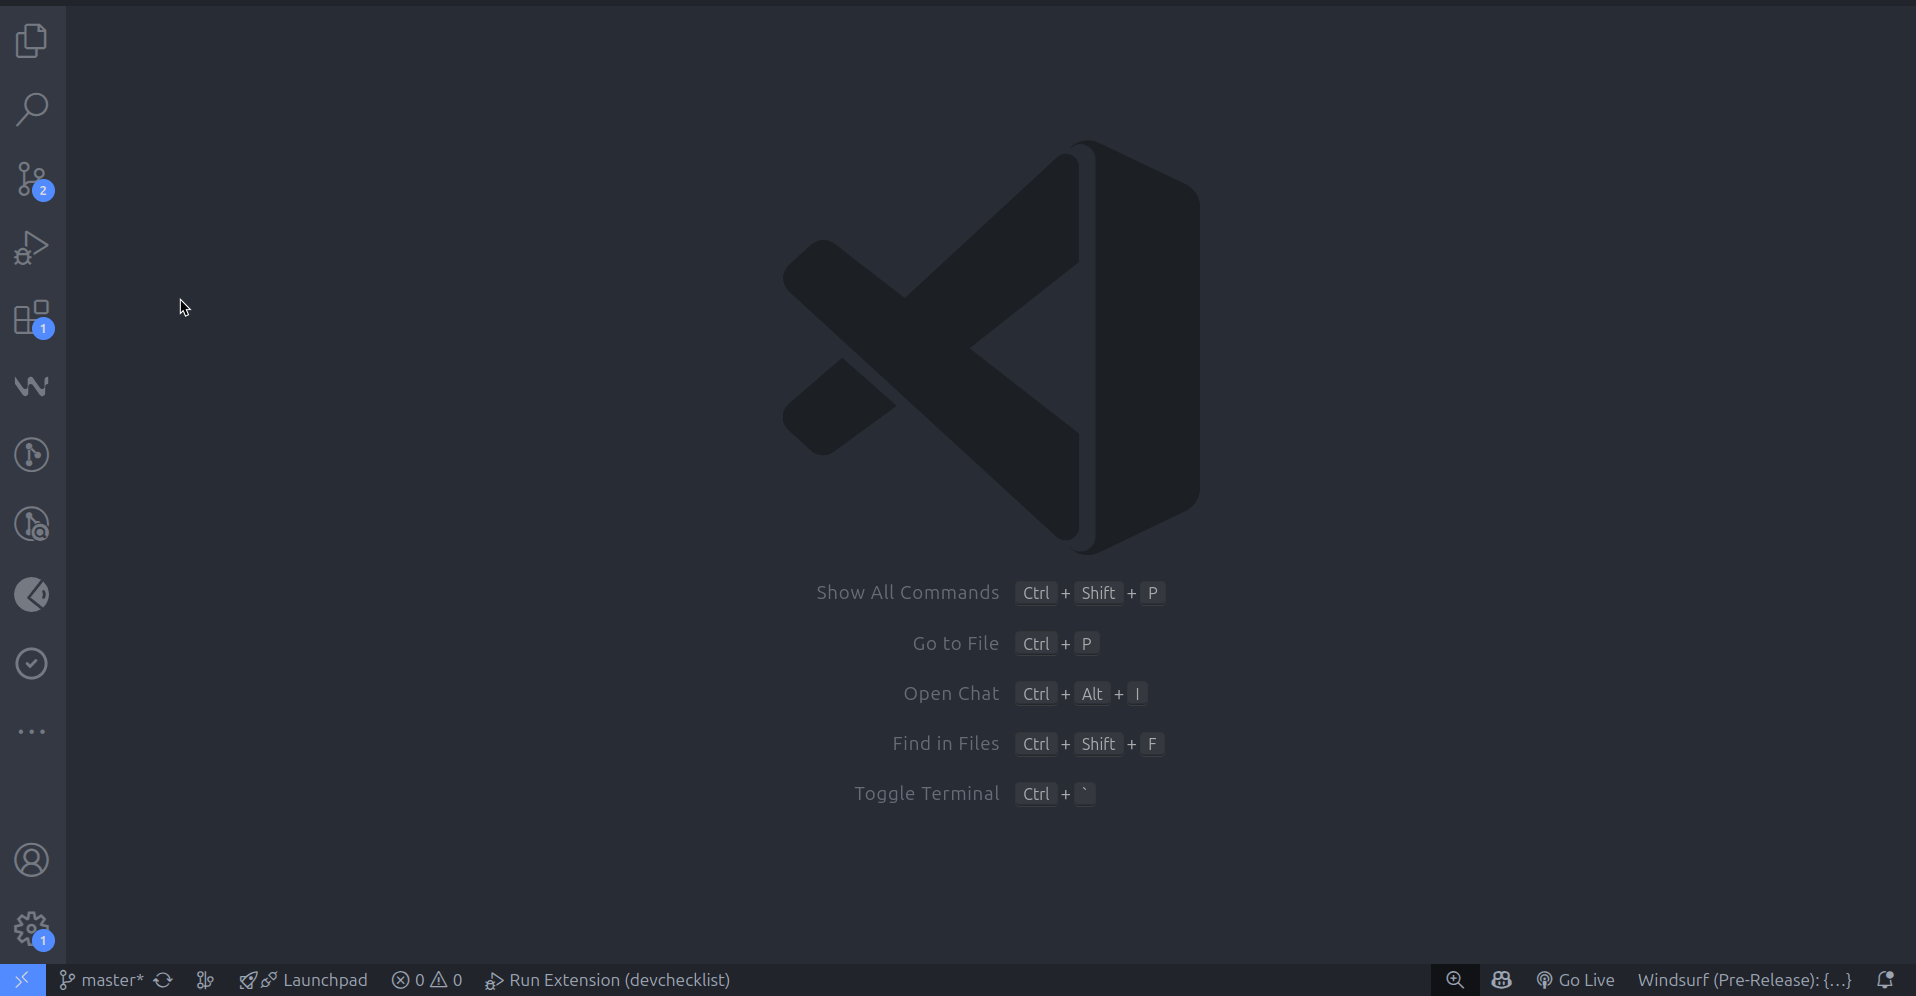 2
1
Show All Commands Ctrl + Shift + P
Go to File Ctrl + P
Open Chat Ctrl + Alt + I
Find in Files Ctrl + Shift + F
Toggle Terminal Ctrl + `
1
master* Launchpad 0 0 Run Extension (devchecklist) Go Live Windsurf (Pre-Release): {...}